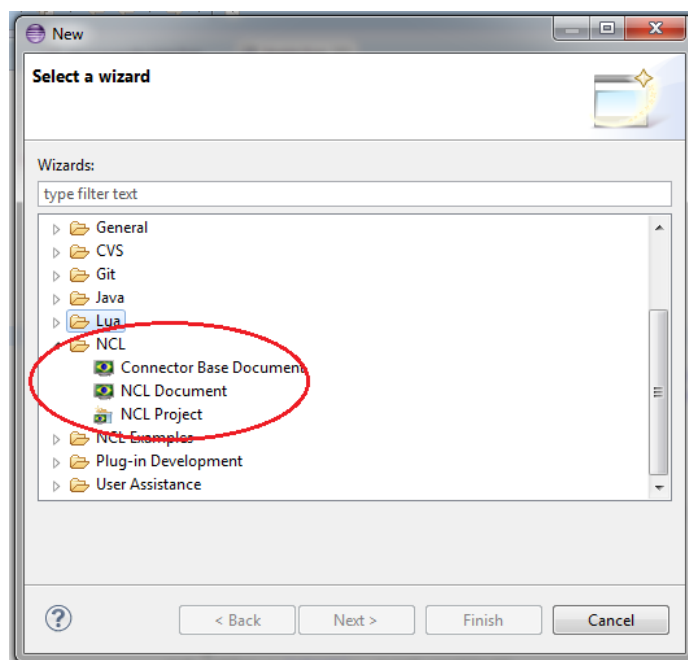 New
Select a wizard
Wizards:
type filter text
General
CVS
Git
Java
Lua
NCL
Connector Base Document
NCL Document
NCL Project
NCL Examples
Plug-in Development
User Assistance
?
< Back Next > Finish Cancel